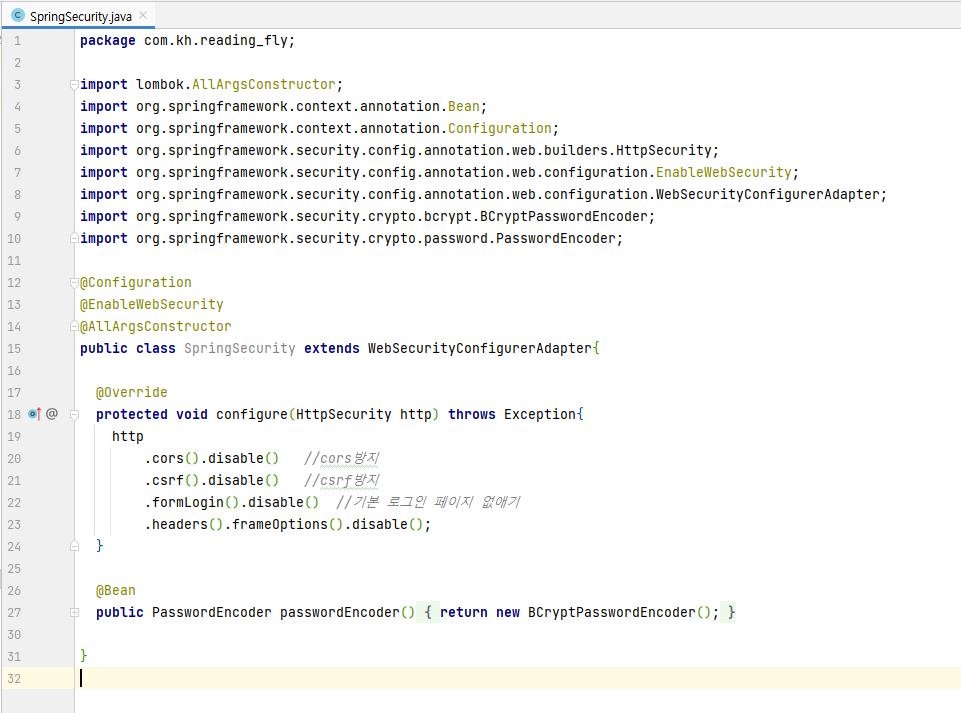 SpringSecurity.java
1 package com.kh.reading_fly;
2
3 import lombok.AllArgsConstructor;
4 import org.springframework.context.annotation.Bean;
5 import org.springframework.context.annotation.Configuration;
6 import org.springframework.security.config.annotation.web.builders.HttpSecurity;
7 import org.springframework.security.config.annotation.web.configuration.EnableWebSecurity;
8 import org.springframework.security.config.annotation.web.configuration.WebSecurityConfigurerAdapter;
9 import org.springframework.security.crypto.bcrypt.BCryptPasswordEncoder;
10 import org.springframework.security.crypto.password.PasswordEncoder;
11
12 @Configuration
13 @EnableWebSecurity
14 @AllArgsConstructor
15 public class SpringSecurity extends WebSecurityConfigurerAdapter{
16
17 @Override
18 @ protected void configure(HttpSecurity http) throws Exception{
19 http
20 .cors().disable() //cors방지
21 .csrf().disable() //csrf방지
22 .formLogin().disable() //기본 로그인 페이지 없애기
23 .headers().frameOptions().disable();
24 }
25
26 @Bean
27 public PasswordEncoder passwordEncoder() { return new BCryptPasswordEncoder(); }
30
31 }
32